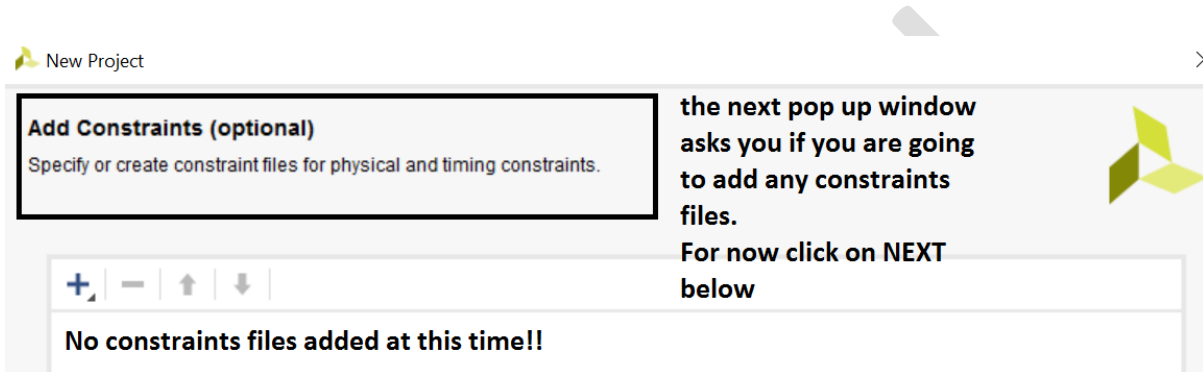 New Project
Add Constraints (optional)
Specify or create constraint files for physical and timing constraints.
the next pop up window
asks you if you are going
to add any constraints
files.
For now click on NEXT
below
No constraints files added at this time!!